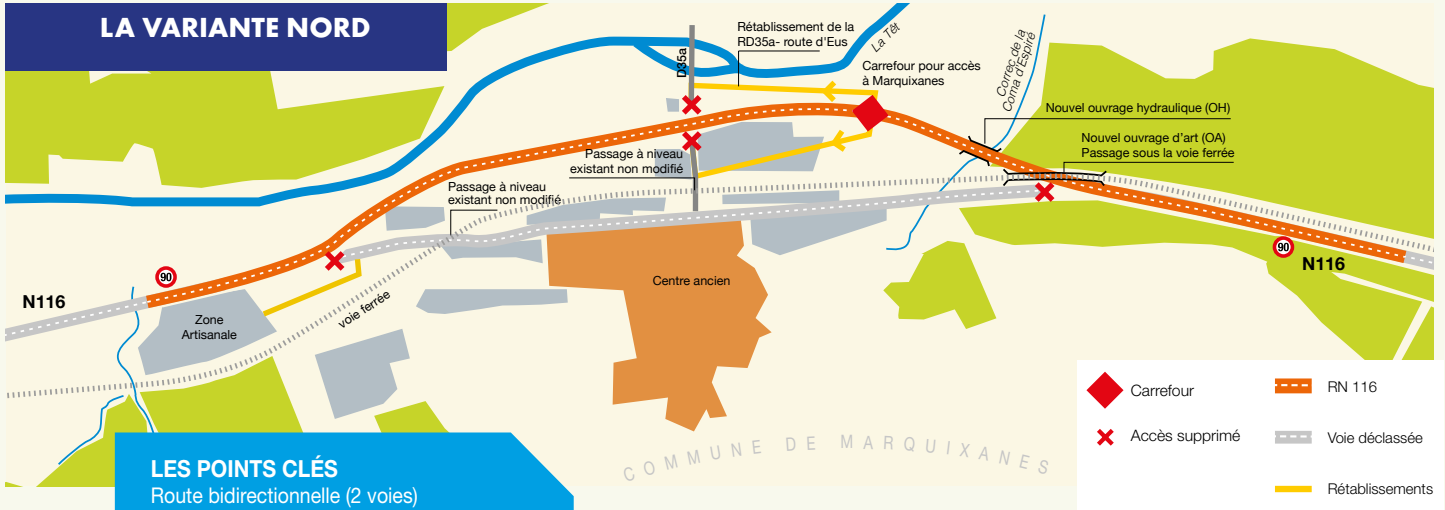 LA VARIANTE NORD
Rétablissement de la
RD35a- route d'Eus
La Têt
D35a
Carrefour pour accès
à Marquixanes
Correc de la
Coma d'Espiré
Nouvel ouvrage hydraulique (OH)
Nouvel ouvrage d'art (OA)
Passage sous la voie ferrée
Passage à niveau
existant non modifié
Passage à niveau
existant non modifié
90
N116
Zone
Artisanale
voie ferrée
Centre ancien
90
N116
COMMUNE DE MARQUIXANES
Carrefour
RN 116
Accès supprimé
Voie déclassée
Rétablissements
LES POINTS CLÉS
Route bidirectionnelle (2 voies)